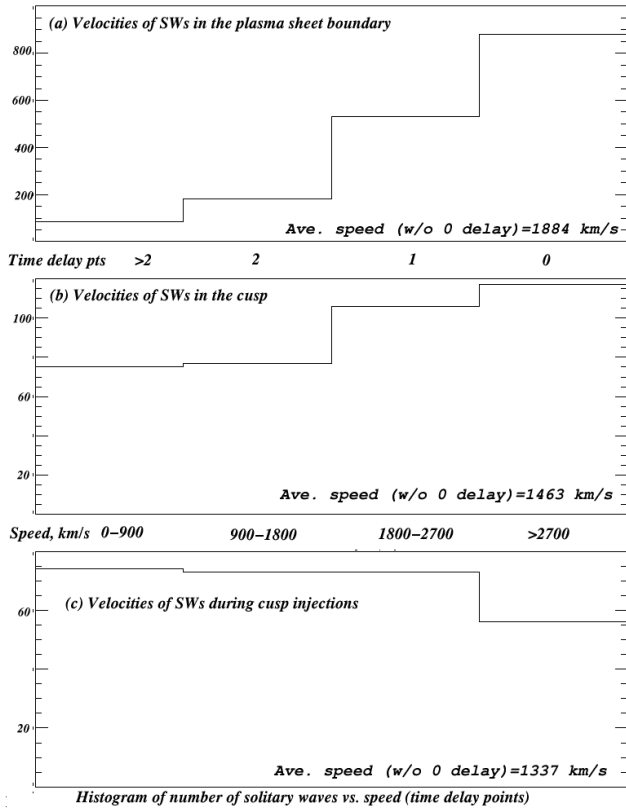 (a) Velocities of SWs in the plasma sheet boundary
800
600
400
200
Ave. speed (w/o 0 delay)=1884 km/s
Time delay pts >2 2 1 0
(b) Velocities of SWs in the cusp
100
60
20
Ave. speed (w/o 0 delay)=1463 km/s
Speed, km/s 0–900 900–1800 1800–2700 >2700
(c) Velocities of SWs during cusp injections
60
20
Ave. speed (w/o 0 delay)=1337 km/s
Histogram of number of solitary waves vs. speed (time delay points)